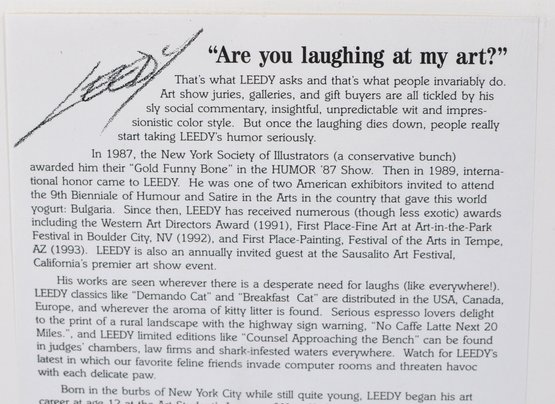 LEEDY
"Are you laughing at my art?"
That's what LEEDY asks and that's what people invariably do.
Art show juries, galleries, and gift buyers are all tickled by his
sly social commentary, insightful, unpredictable wit and impres-
sionistic color style. But once the laughing dies down, people really
start taking LEEDY's humor seriously.
In 1987, the New York Society of Illustrators (a conservative bunch)
awarded him their "Gold Funny Bone" in the HUMOR '87 Show. Then in 1989, interna-
tional honor came to LEEDY. He was one of two American exhibitors invited to attend
the 9th Biennale of Humour and Satire in the Arts in the country that gave this world
yogurt: Bulgaria. Since then, LEEDY has received numerous (though less exotic) awards
including the Western Art Directors Award (1991), First Place-Fine Art at Art-in-the-Park
Festival in Boulder City, NV (1992), and First Place-Painting, Festival of the Arts in Tempe,
AZ (1993). LEEDY is also an annually invited guest at the Sausalito Art Festival,
California's premier art show event.
His works are seen wherever there is a desperate need for laughs (like everywhere!).
LEEDY classics like "Demando Cat" and "Breakfast Cat" are distributed in the USA, Canada,
Europe, and wherever the aroma of kitty litter is found. Serious espresso lovers delight
to the print of a rural landscape with the highway sign warning, "No Caffe Latte Next 20
Miles.", and LEEDY limited editions like "Counsel Approaching the Bench" can be found
in judges' chambers, law firms and shark-infested waters everywhere. Watch for LEEDY's
latest in which our favorite feline friends invade computer rooms and threaten havoc
with each delicate paw.
Born in the burbs of New York City while still quite young, LEEDY began his art
career at age 12 at the Art